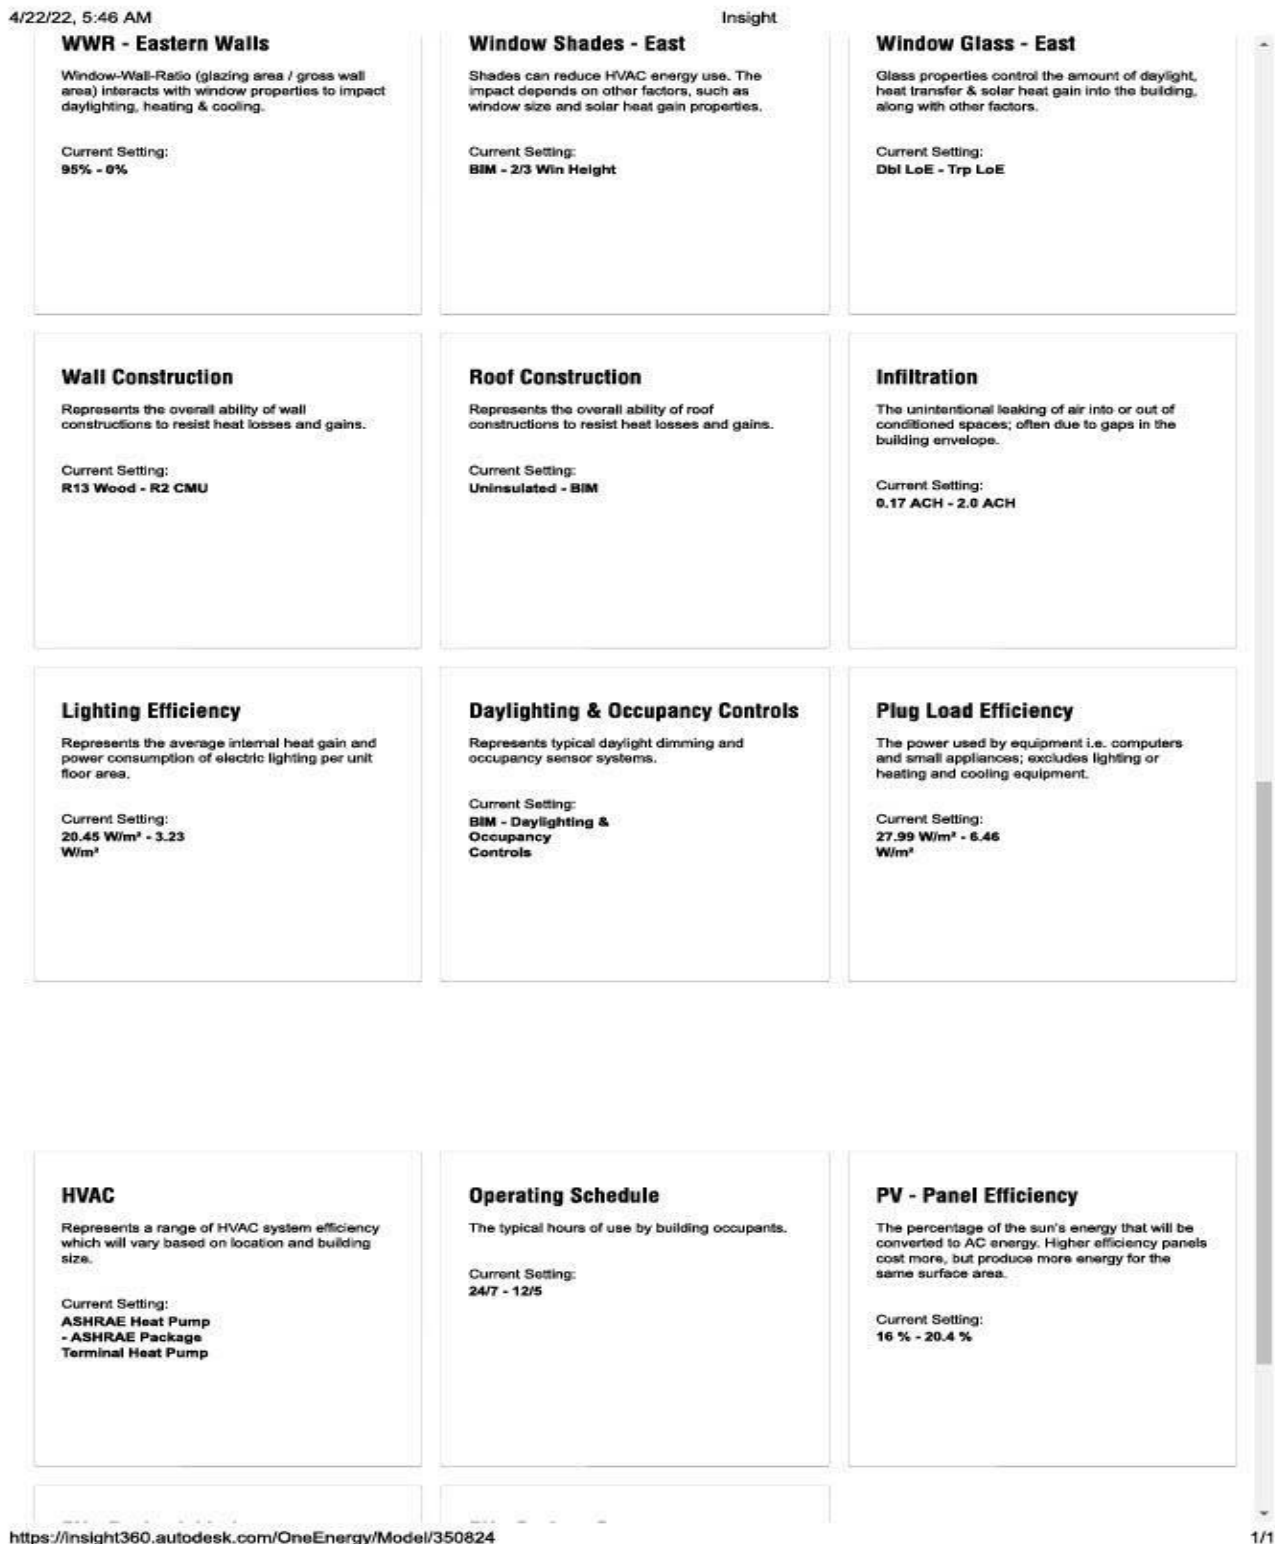 4/22/22, 5:46 AM
Insight
WWR - Eastern Walls
Window-Wall-Ratio (glazing area / gross wall
area) interacts with window properties to impact
daylighting, heating & cooling.
Current Setting:
95% - 0%
Window Shades - East
Shades can reduce HVAC energy use. The
impact depends on other factors, such as
window size and solar heat gain properties.
Current Setting:
BIM - 2/3 Win Height
Window Glass - East
Glass properties control the amount of daylight,
heat transfer & solar heat gain into the building,
along with other factors.
Current Setting:
Dbl LoE - Trp LoE
Wall Construction
Represents the overall ability of wall
constructions to resist heat losses and gains.
Current Setting:
R13 Wood - R2 CMU
Roof Construction
Represents the overall ability of roof
constructions to resist heat losses and gains.
Current Setting:
Uninsulated - BIM
Infiltration
The unintentional leaking of air into or out of
conditioned spaces; often due to gaps in the
building envelope.
Current Setting:
0.17 ACH - 2.0 ACH
Lighting Efficiency
Represents the average internal heat gain and
power consumption of electric lighting per unit
floor area.
Current Setting:
20.45 W/m² - 3.23
W/m²
Daylighting & Occupancy Controls
Represents typical daylight dimming and
occupancy sensor systems.
Current Setting:
BIM - Daylighting &
Occupancy
Controls
Plug Load Efficiency
The power used by equipment i.e. computers
and small appliances; excludes lighting or
heating and cooling equipment.
Current Setting:
27.99 W/m² - 6.46
W/m²
HVAC
Represents a range of HVAC system efficiency
which will vary based on location and building
size.
Current Setting:
ASHRAE Heat Pump
- ASHRAE Package
Terminal Heat Pump
Operating Schedule
The typical hours of use by building occupants.
Current Setting:
24/7 - 12/5
PV - Panel Efficiency
The percentage of the sun's energy that will be
converted to AC energy. Higher efficiency panels
cost more, but produce more energy for the
same surface area.
Current Setting:
16 % - 20.4 %
https://insight360.autodesk.com/OneEnergy/Model/350824
1/1